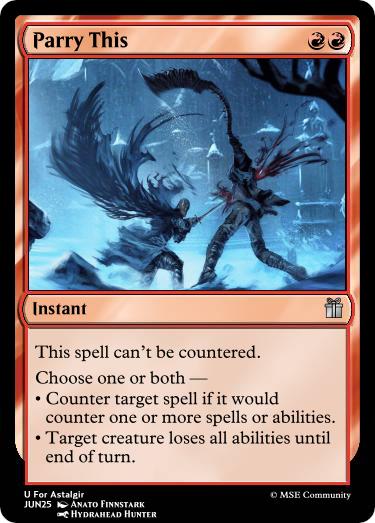 Parry This
Instant
This spell can't be countered.
Choose one or both —
• Counter target spell if it would
counter one or more spells or abilities.
• Target creature loses all abilities until
end of turn.
U For Astalgir
JUN25 Anato Finnstark
Hydrahead Hunter
© MSE Community